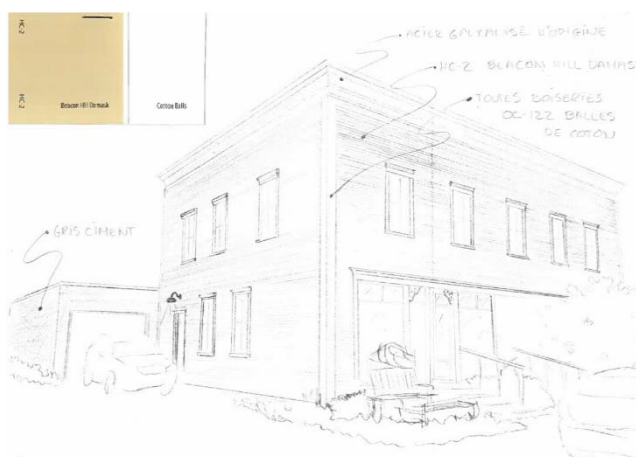 HC-2
HC-2
Beacon Hill Damask
Cotton Balls
ACIER GALVANISÉ D'ORIGINE
HC-2 BEACON HILL DAMAS
TOUTES BOISERIES
OC-122 BALLES
DE COTON
GRIS CIMENT